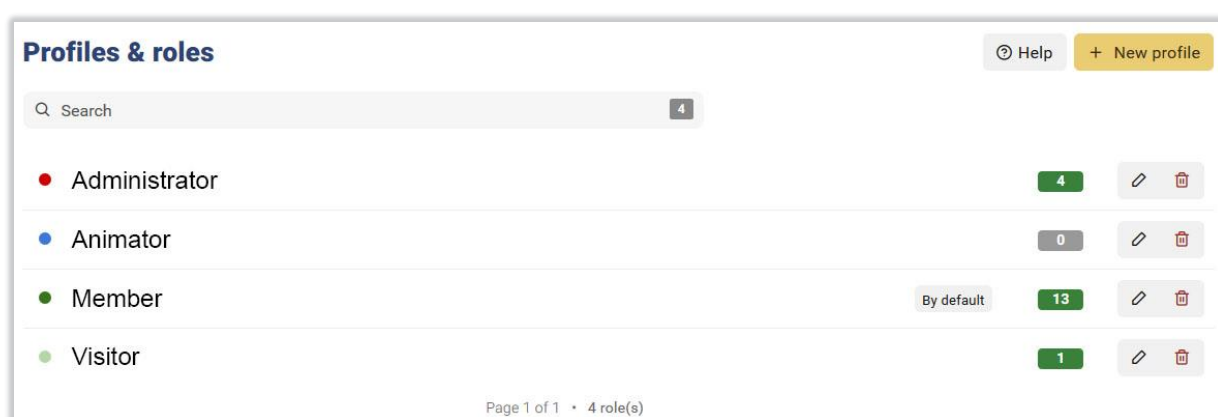 Profiles & roles
Help
+ New profile
Search
4
Administrator
4
Animator
0
Member
By default
13
Visitor
1
Page 1 of 1 • 4 role(s)